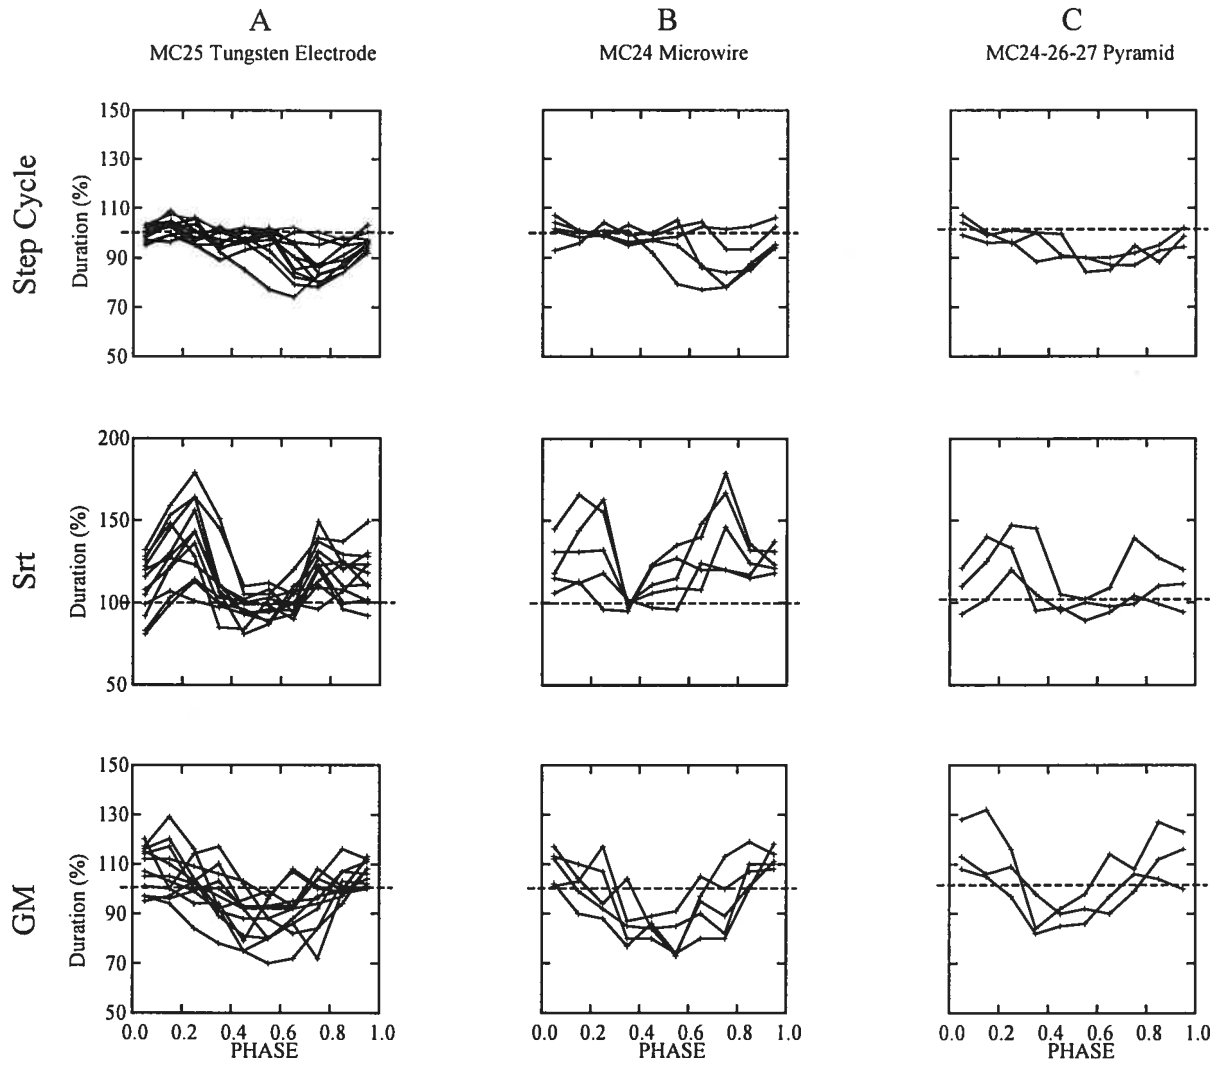 A
B
C
MC25 Tungsten Electrode
MC24 Microwire
MC24-26-27 Pyramid
Step Cycle
Duration (%)
150
130
110
90
70
50
Srt
Duration (%)
200
150
100
50
GM
Duration (%)
150
130
110
90
70
50
0.0 0.2 0.4 0.6 0.8 1.0
PHASE
0.0 0.2 0.4 0.6 0.8 1.0
PHASE
0.0 0.2 0.4 0.6 0.8 1.0
PHASE